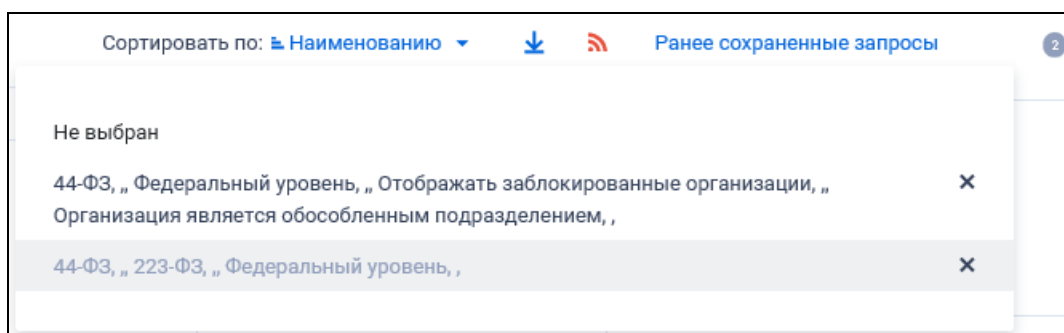 Сортировать по: Наименованию
Ранее сохраненные запросы
2
Не выбран
44-ФЗ, „ Федеральный уровень, „ Отображать заблокированные организации, „
Организация является обособленным подразделением, ,
44-ФЗ, „ 223-ФЗ, „ Федеральный уровень, ,